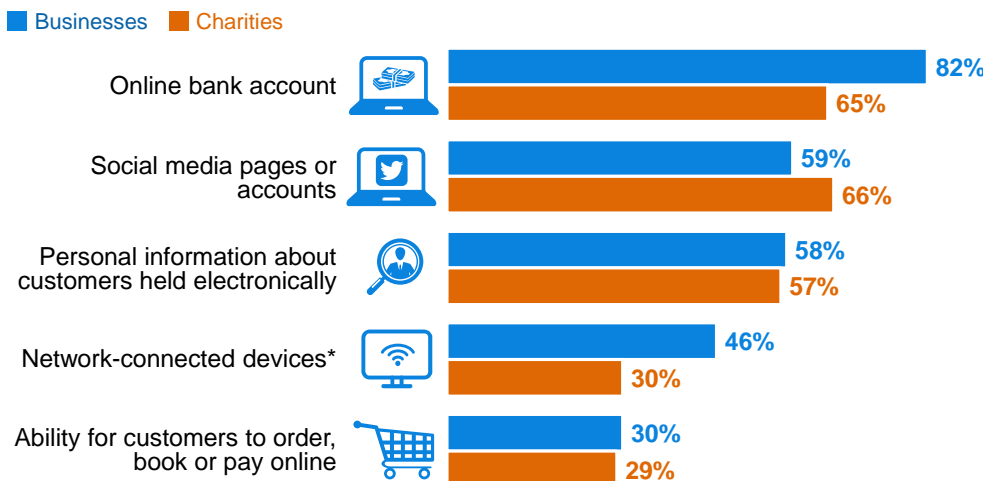 Businesses Charities
Online bank account
82%
65%
Social media pages or
accounts
59%
66%
Personal information about
customers held electronically
58%
57%
Network-connected devices*
46%
30%
Ability for customers to order,
book or pay online
30%
29%